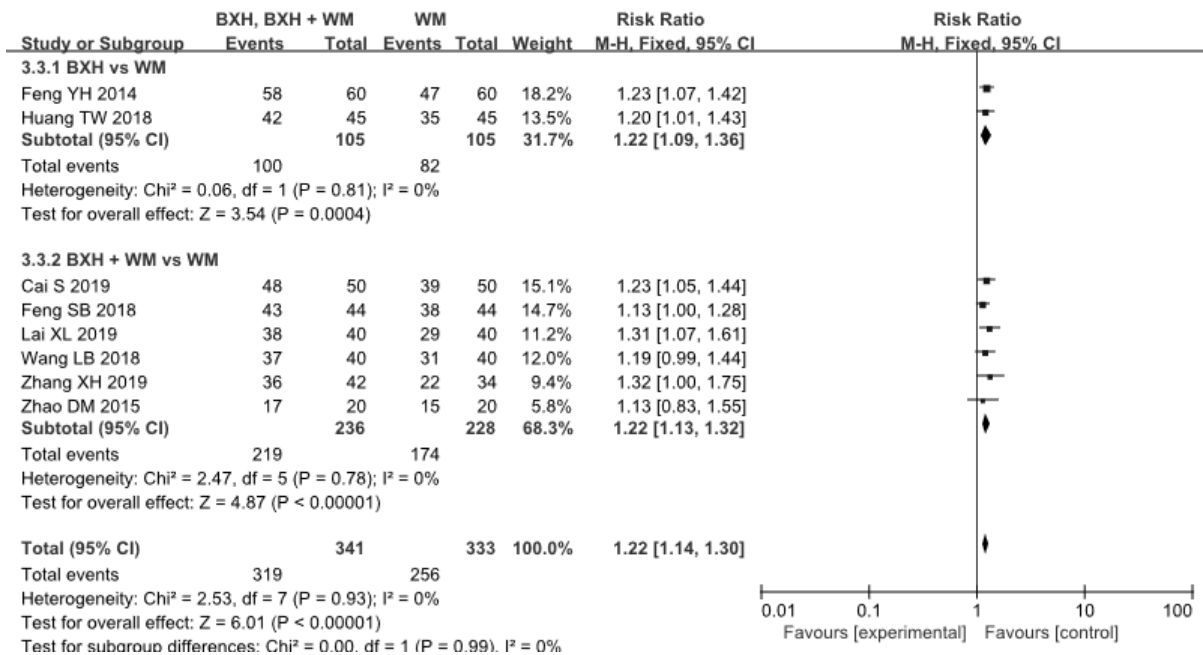 BXH, BXH + WM WM Risk Ratio Risk Ratio
Study or Subgroup Events Total Events Total Weight M-H, Fixed, 95% CI M-H, Fixed, 95% CI
3.3.1 BXH vs WM
Feng YH 2014 58 60 47 60 18.2% 1.23 [1.07, 1.42]
Huang TW 2018 42 45 35 45 13.5% 1.20 [1.01, 1.43]
Subtotal (95% CI) 105 105 31.7% 1.22 [1.09, 1.36]
Total events 100 82
Heterogeneity: Chi² = 0.06, df = 1 (P = 0.81); I² = 0%
Test for overall effect: Z = 3.54 (P = 0.0004)
3.3.2 BXH + WM vs WM
Cai S 2019 48 50 39 50 15.1% 1.23 [1.05, 1.44]
Feng SB 2018 43 44 38 44 14.7% 1.13 [1.00, 1.28]
Lai XL 2019 38 40 29 40 11.2% 1.31 [1.07, 1.61]
Wang LB 2018 37 40 31 40 12.0% 1.19 [0.99, 1.44]
Zhang XH 2019 36 42 22 34 9.4% 1.32 [1.00, 1.75]
Zhao DM 2015 17 20 15 20 5.8% 1.13 [0.83, 1.55]
Subtotal (95% CI) 236 228 68.3% 1.22 [1.13, 1.32]
Total events 219 174
Heterogeneity: Chi² = 2.47, df = 5 (P = 0.78); I² = 0%
Test for overall effect: Z = 4.87 (P < 0.00001)
Total (95% CI) 341 333 100.0% 1.22 [1.14, 1.30]
Total events 319 256
Heterogeneity: Chi² = 2.53, df = 7 (P = 0.93); I² = 0%
Test for overall effect: Z = 6.01 (P < 0.00001)
Test for subgroup differences: Chi² = 0.00, df = 1 (P = 0.99), I² = 0%
0.01 0.1 1 10 100
Favours [experimental] Favours [control]